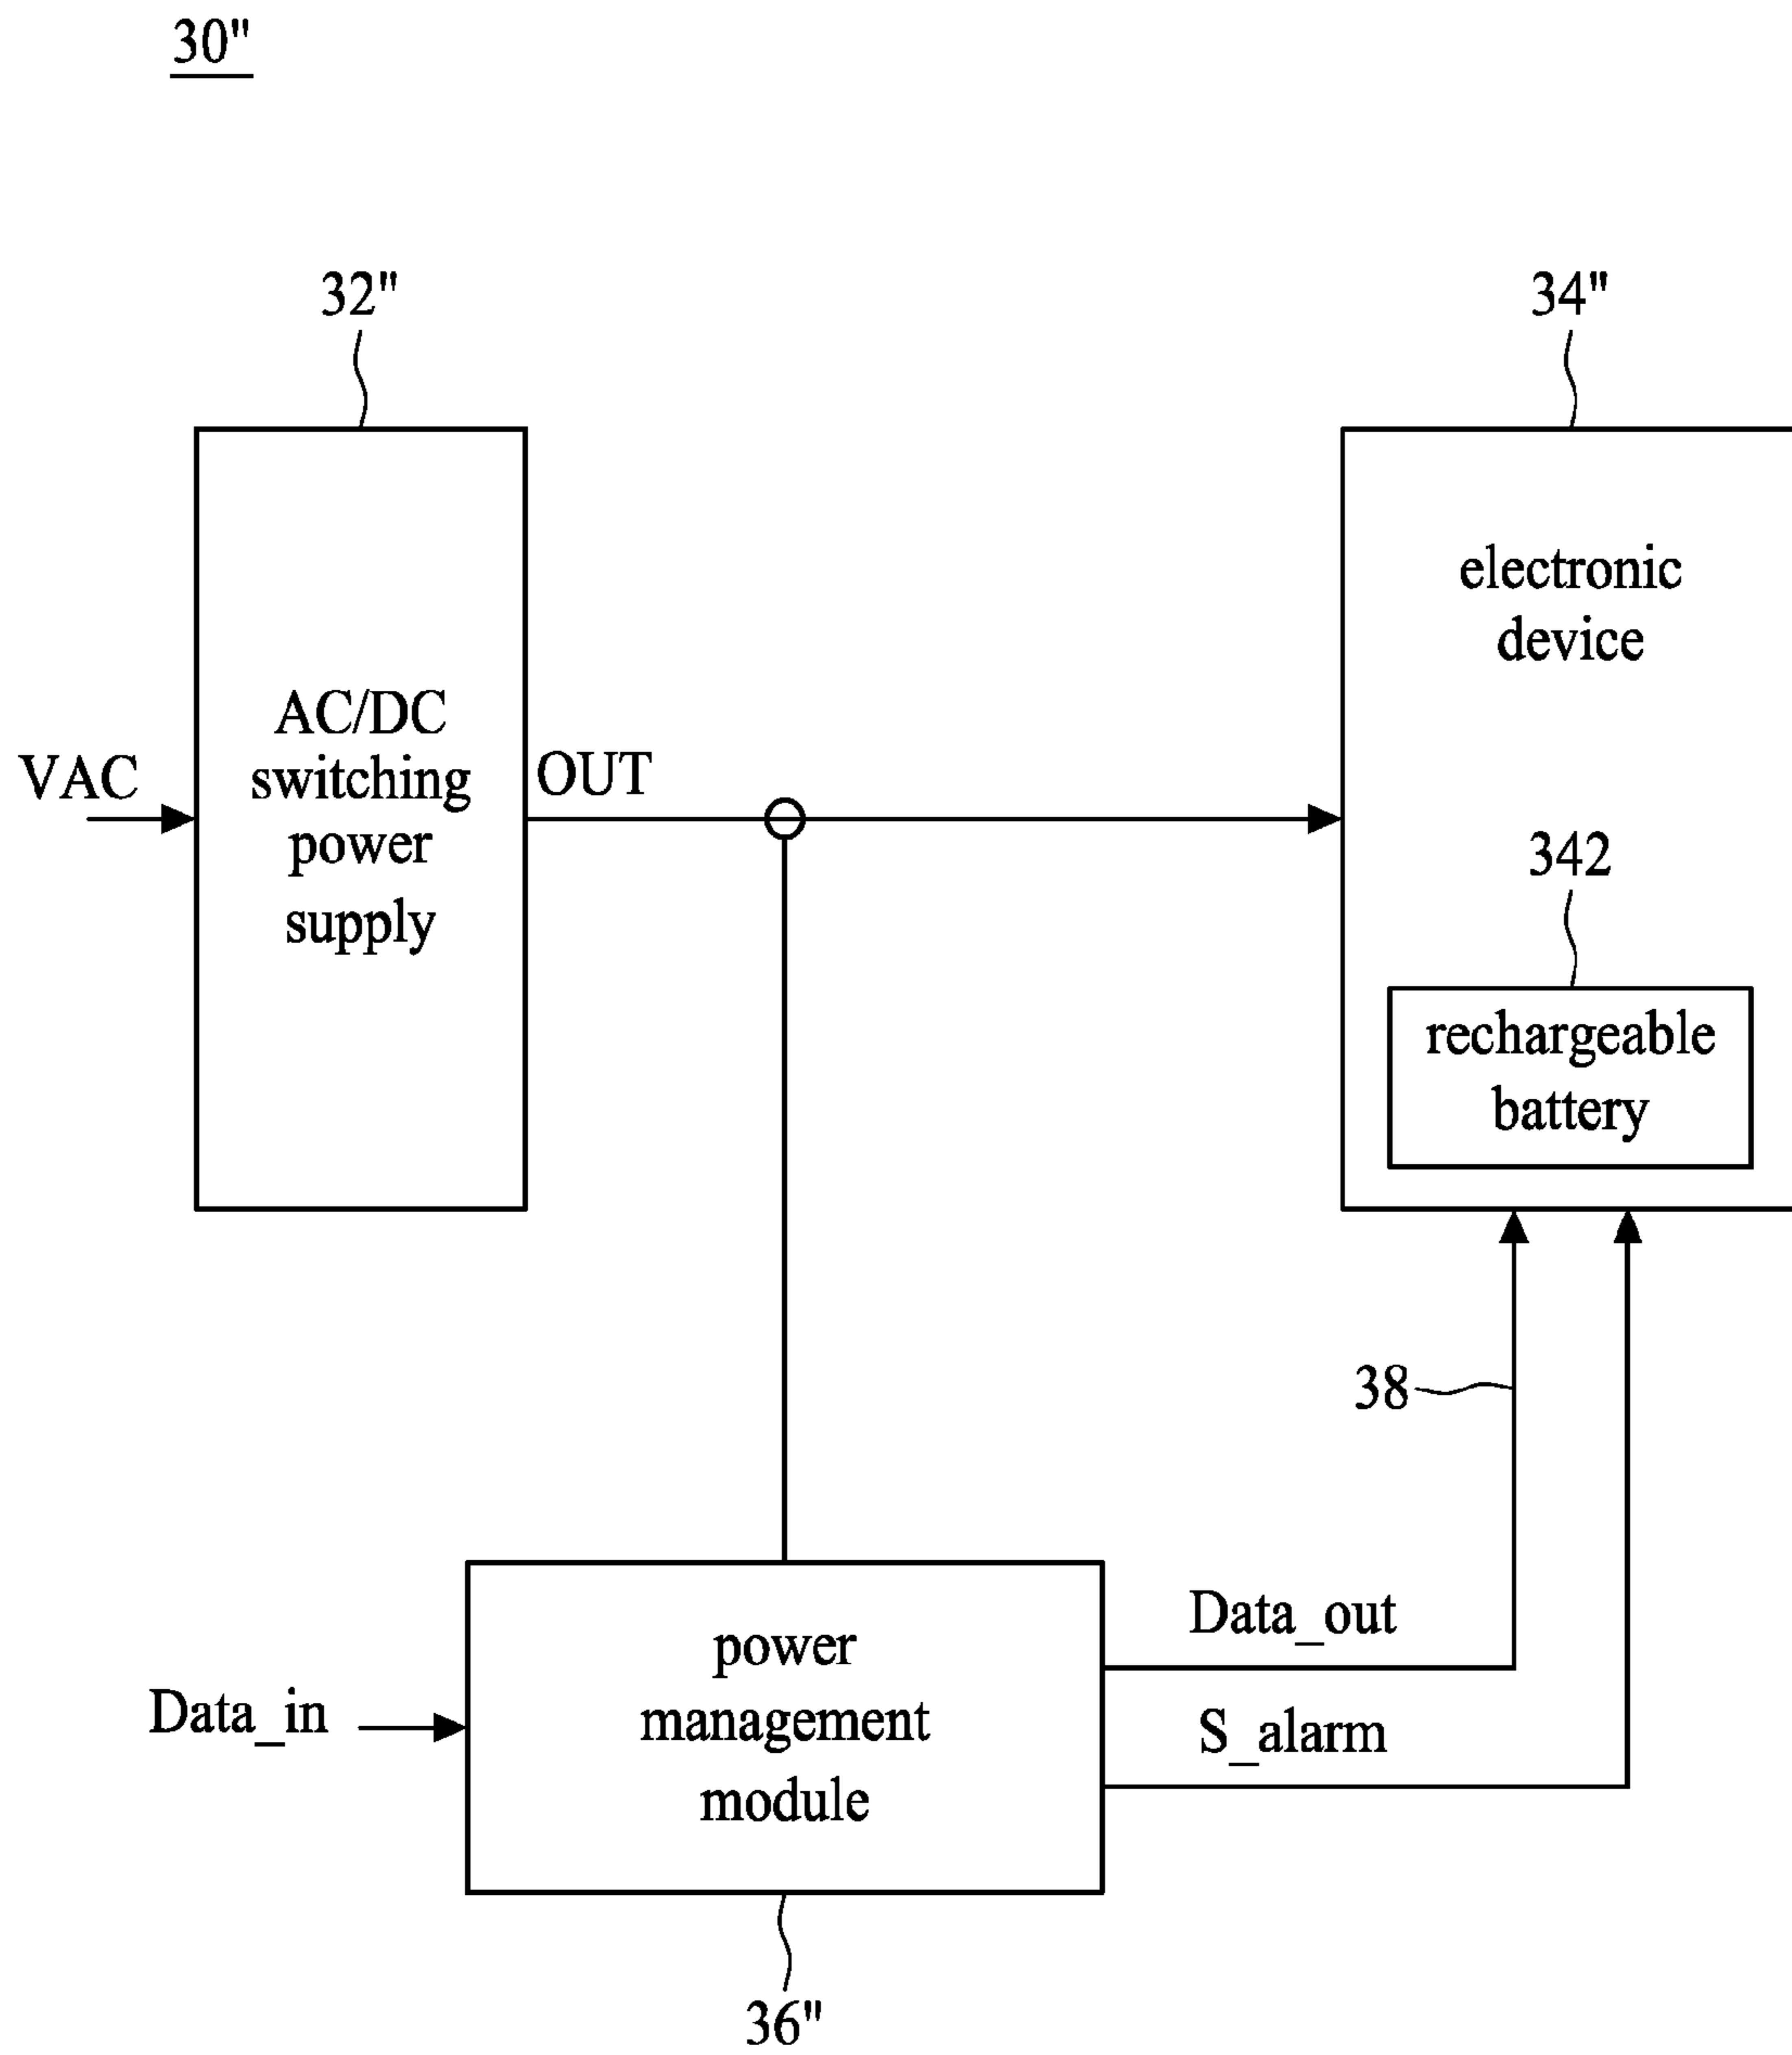 30"
32"
34"
AC/DC
switching
power
supply
VAC
OUT
electronic
device
342
rechargeable
battery
38
Data_out
S_alarm
Data_in
power
management
module
36"